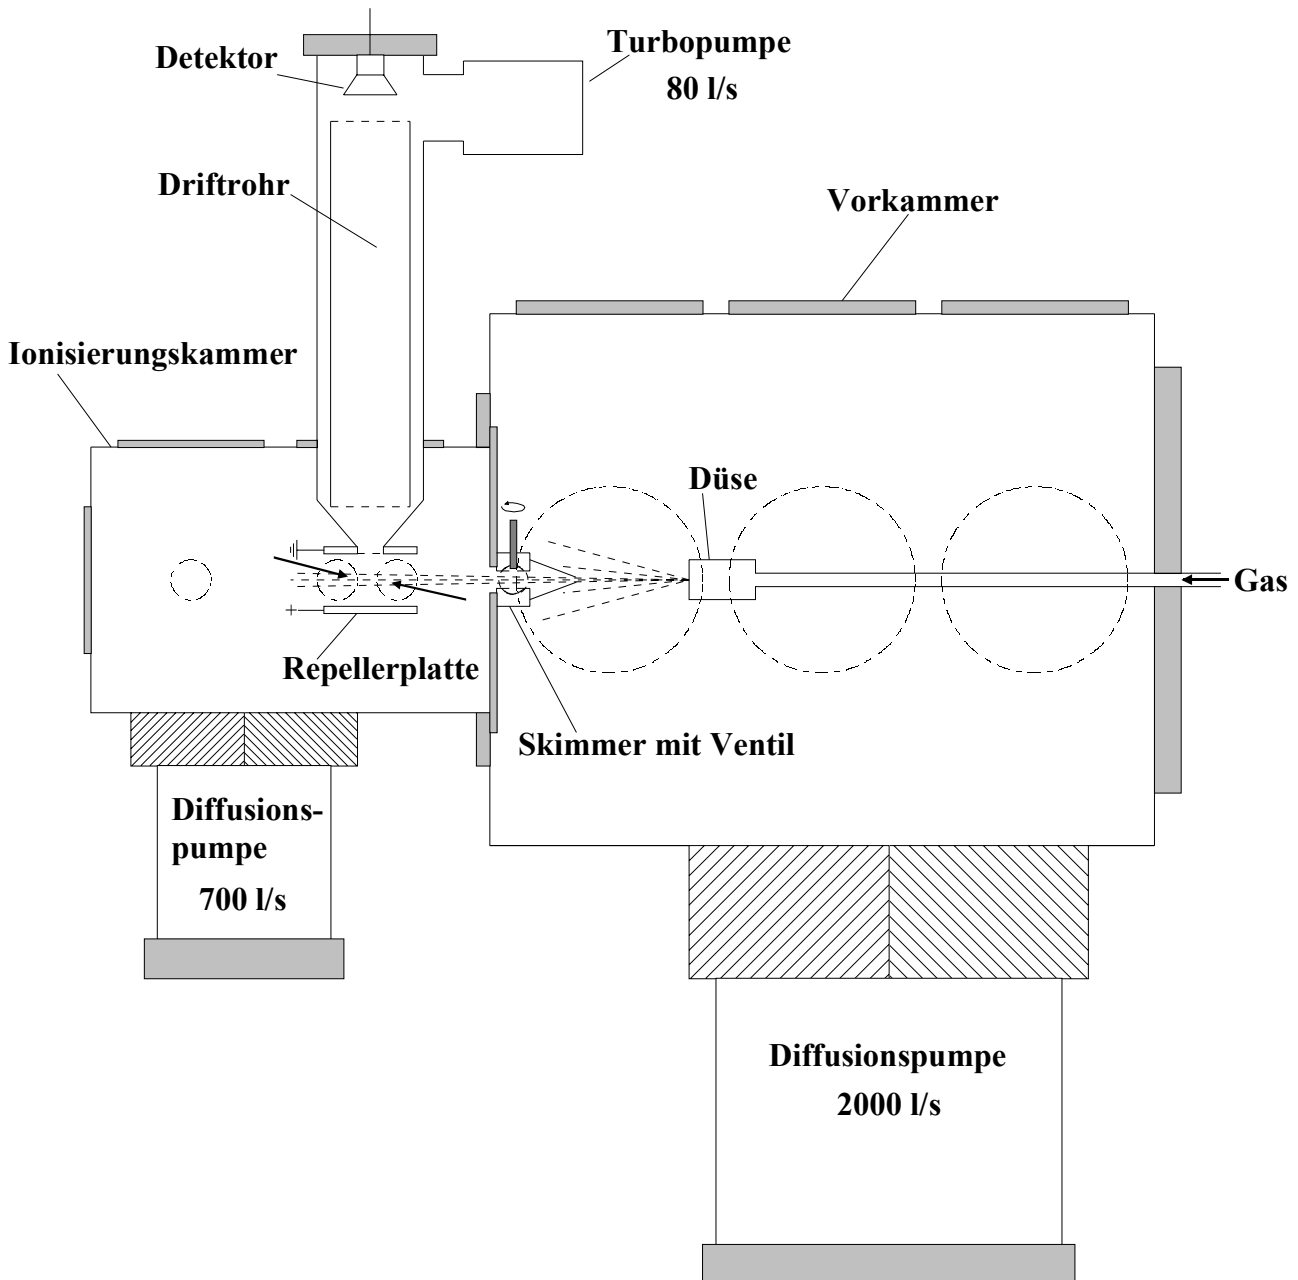 Detektor
Turbopumpe
80 l/s
Driftrohr
Vorkammer
Ionisierungskammer
Düse
Gas
+
Repellerplatte
Skimmer mit Ventil
Diffusions-
pumpe
700 l/s
Diffusionspumpe
2000 l/s